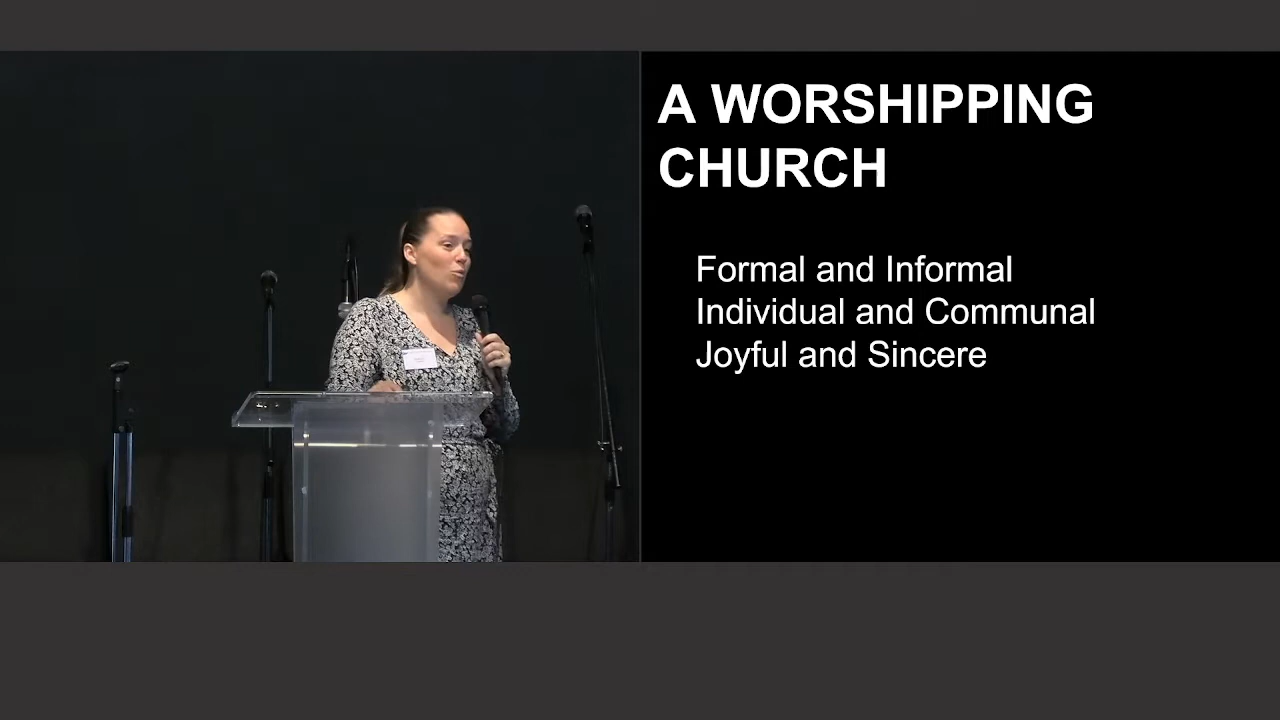 A WORSHIPPING
CHURCH
Formal and Informal
Individual and Communal
Joyful and Sincere